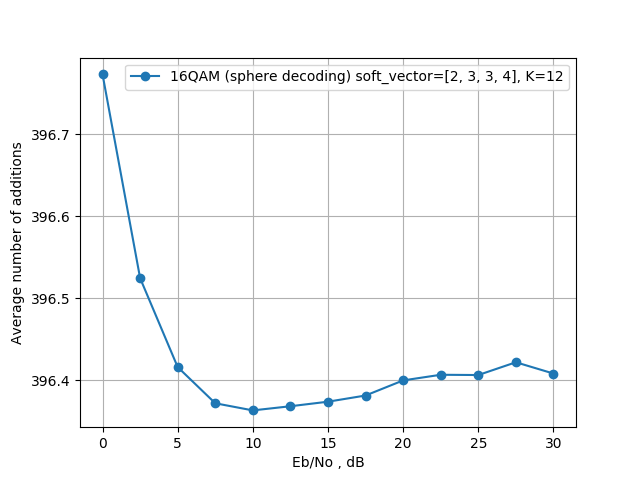 16QAM (sphere decoding) soft_vector=[2, 3, 3, 4], K=12
Average number of additions
396.7
396.6
396.5
396.4
0 5 10 15 20 25 30
Eb/No , dB